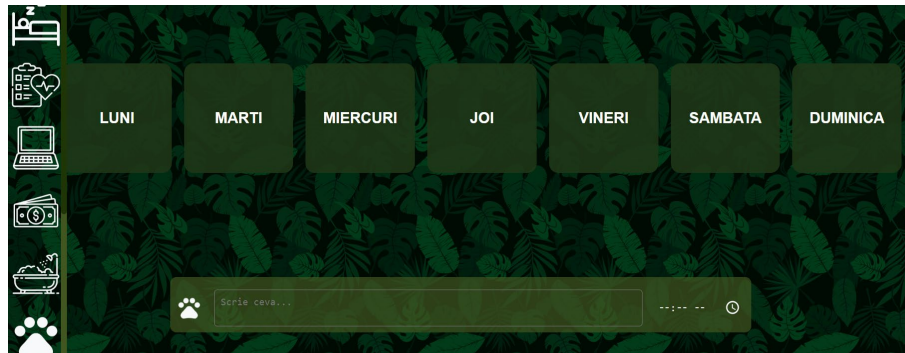 LUNI MARTI MIERCURI JOI VINERI SAMBATA DUMINICA
Scrie ceva... --:-- --